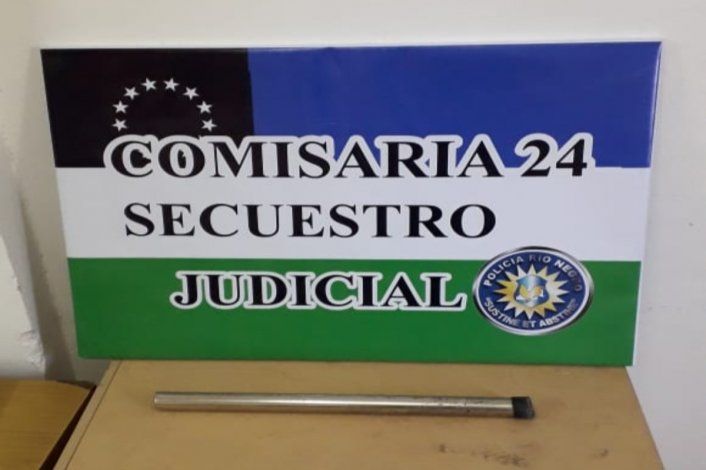 COMISARIA 24
SECUESTRO
JUDICIAL
POLICIA RIO NEGRO
"SUSTINE ET ABSTINE"